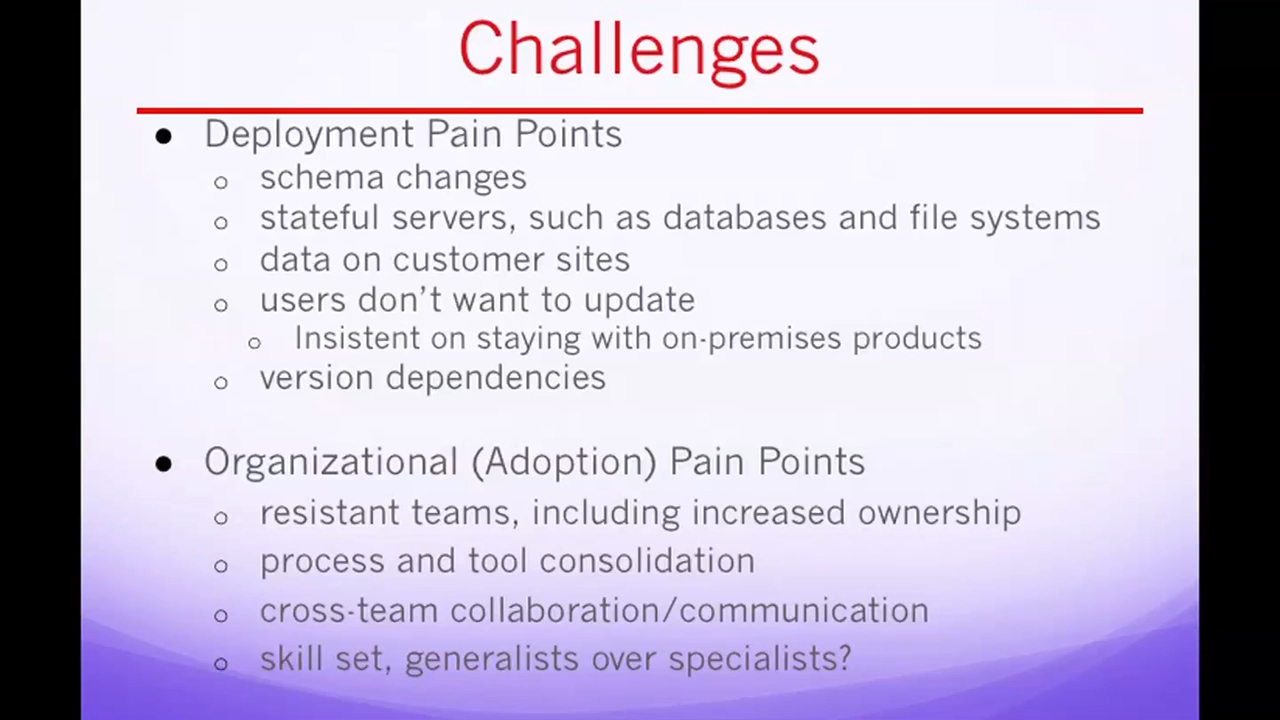 Challenges
● Deployment Pain Points
○ schema changes
○ stateful servers, such as databases and file systems
○ data on customer sites
○ users don’t want to update
○ Insistent on staying with on-premises products
○ version dependencies
● Organizational (Adoption) Pain Points
○ resistant teams, including increased ownership
○ process and tool consolidation
○ cross-team collaboration/communication
○ skill set, generalists over specialists?